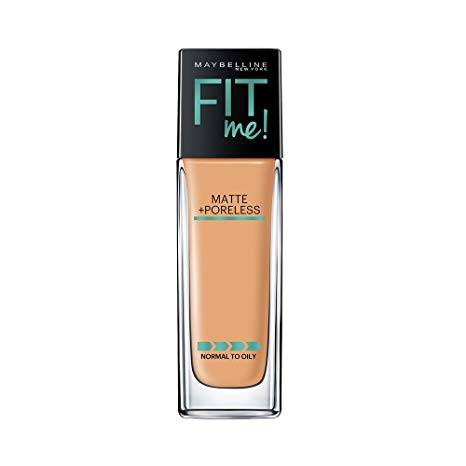 MAYBELLINE
NEW YORK
FIT
me!
MATTE
+PORELESS
NORMAL TO OILY